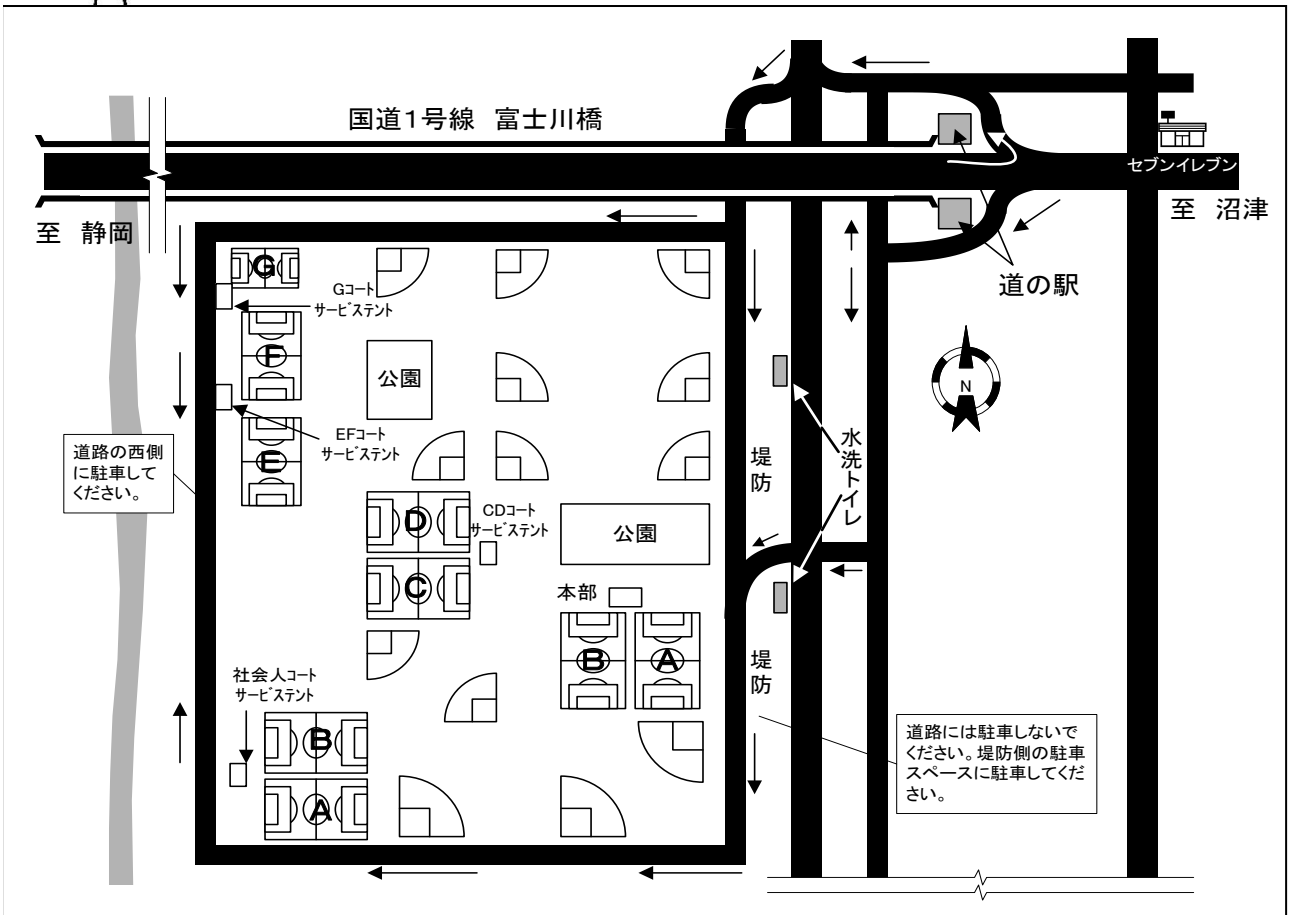 国道1号線 富士川橋
セブンイレブン
至 静岡
至 沼津
道の駅
G
Gコート
サービステント
F
公園
N
EFコート
サービステント
E
道路の西側
に駐車して
ください。
堤防
水洗トイレ
D
CDコート
サービステント
公園
C
本部
B
A
堤防
社会人コート
サービステント
B
A
道路には駐車しないで
ください。堤防側の駐車
スペースに駐車してくだ
さい。